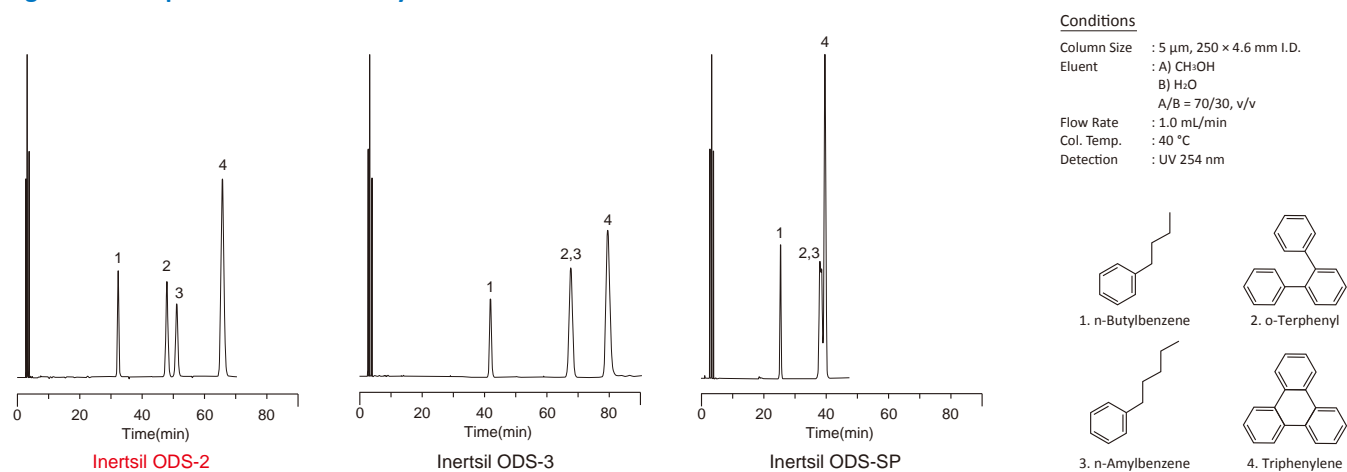 1
2
3
4
0
20
40
60
80
Time(min)
Inertsil ODS-2
1
2,3
4
0
20
40
60
80
Time(min)
Inertsil ODS-3
1
2,3
4
0
20
40
60
80
Time(min)
Inertsil ODS-SP
Conditions
Column Size : 5 μm, 250 × 4.6 mm I.D.
Eluent : A) CH3OH
B) H2O
A/B = 70/30, v/v
Flow Rate : 1.0 mL/min
Col. Temp. : 40 °C
Detection : UV 254 nm
1. n-Butylbenzene
2. o-Terphenyl
3. n-Amylbenzene
4. Triphenylene